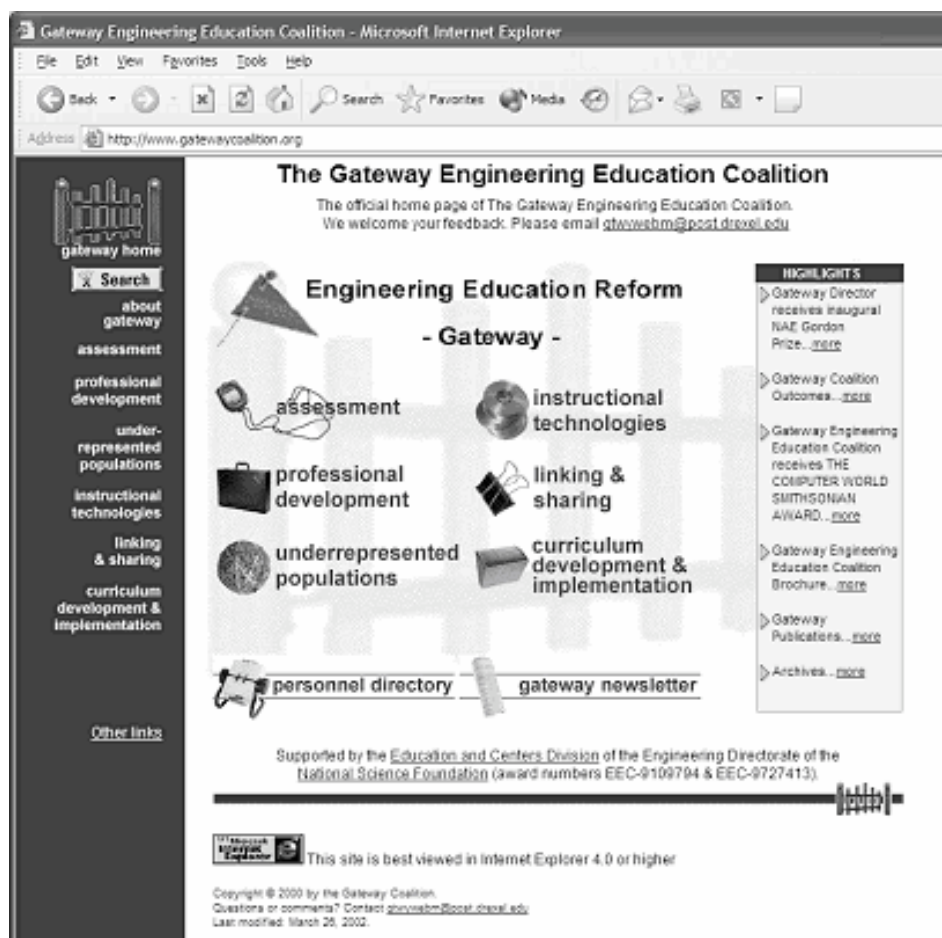 Gateway Engineering Education Coalition - Microsoft Internet Explorer
File Edit View Favorites Tools Help
Back Search Favorites Media
Address http://www.gatewaycoalition.org
gateway home
Search
about
gateway
assessment
professional
development
under-
represented
populations
instructional
technologies
linking
& sharing
curriculum
development &
implementation
Other links
The Gateway Engineering Education Coalition
The official home page of The Gateway Engineering Education Coalition.
We welcome your feedback. Please email gtwywebm@post.drexel.edu
Engineering Education Reform
- Gateway -
assessment
instructional
technologies
professional
development
linking &
sharing
underrepresented
populations
curriculum
development &
implementation
personnel directory
gateway newsletter
HIGHLIGHTS
Gateway Director
receives inaugural
NAE Gordon
Prize...more
Gateway Coalition
Outcomes...more
Gateway Engineering
Education Coalition
receives THE
COMPUTER WORLD
SMITHSONIAN
AWARD...more
Gateway Engineering
Education Coalition
Brochure...more
Gateway
Publications...more
Archives...more
Supported by the Education and Centers Division of the Engineering Directorate of the
National Science Foundation (award numbers EEC-9109794 & EEC-9727413).
Microsoft
Internet
Explorer
This site is best viewed in Internet Explorer 4.0 or higher
Copyright © 2000 by the Gateway Coalition.
Questions or comments? Contact gtwywebm@post.drexel.edu
Last modified: March 26, 2002.